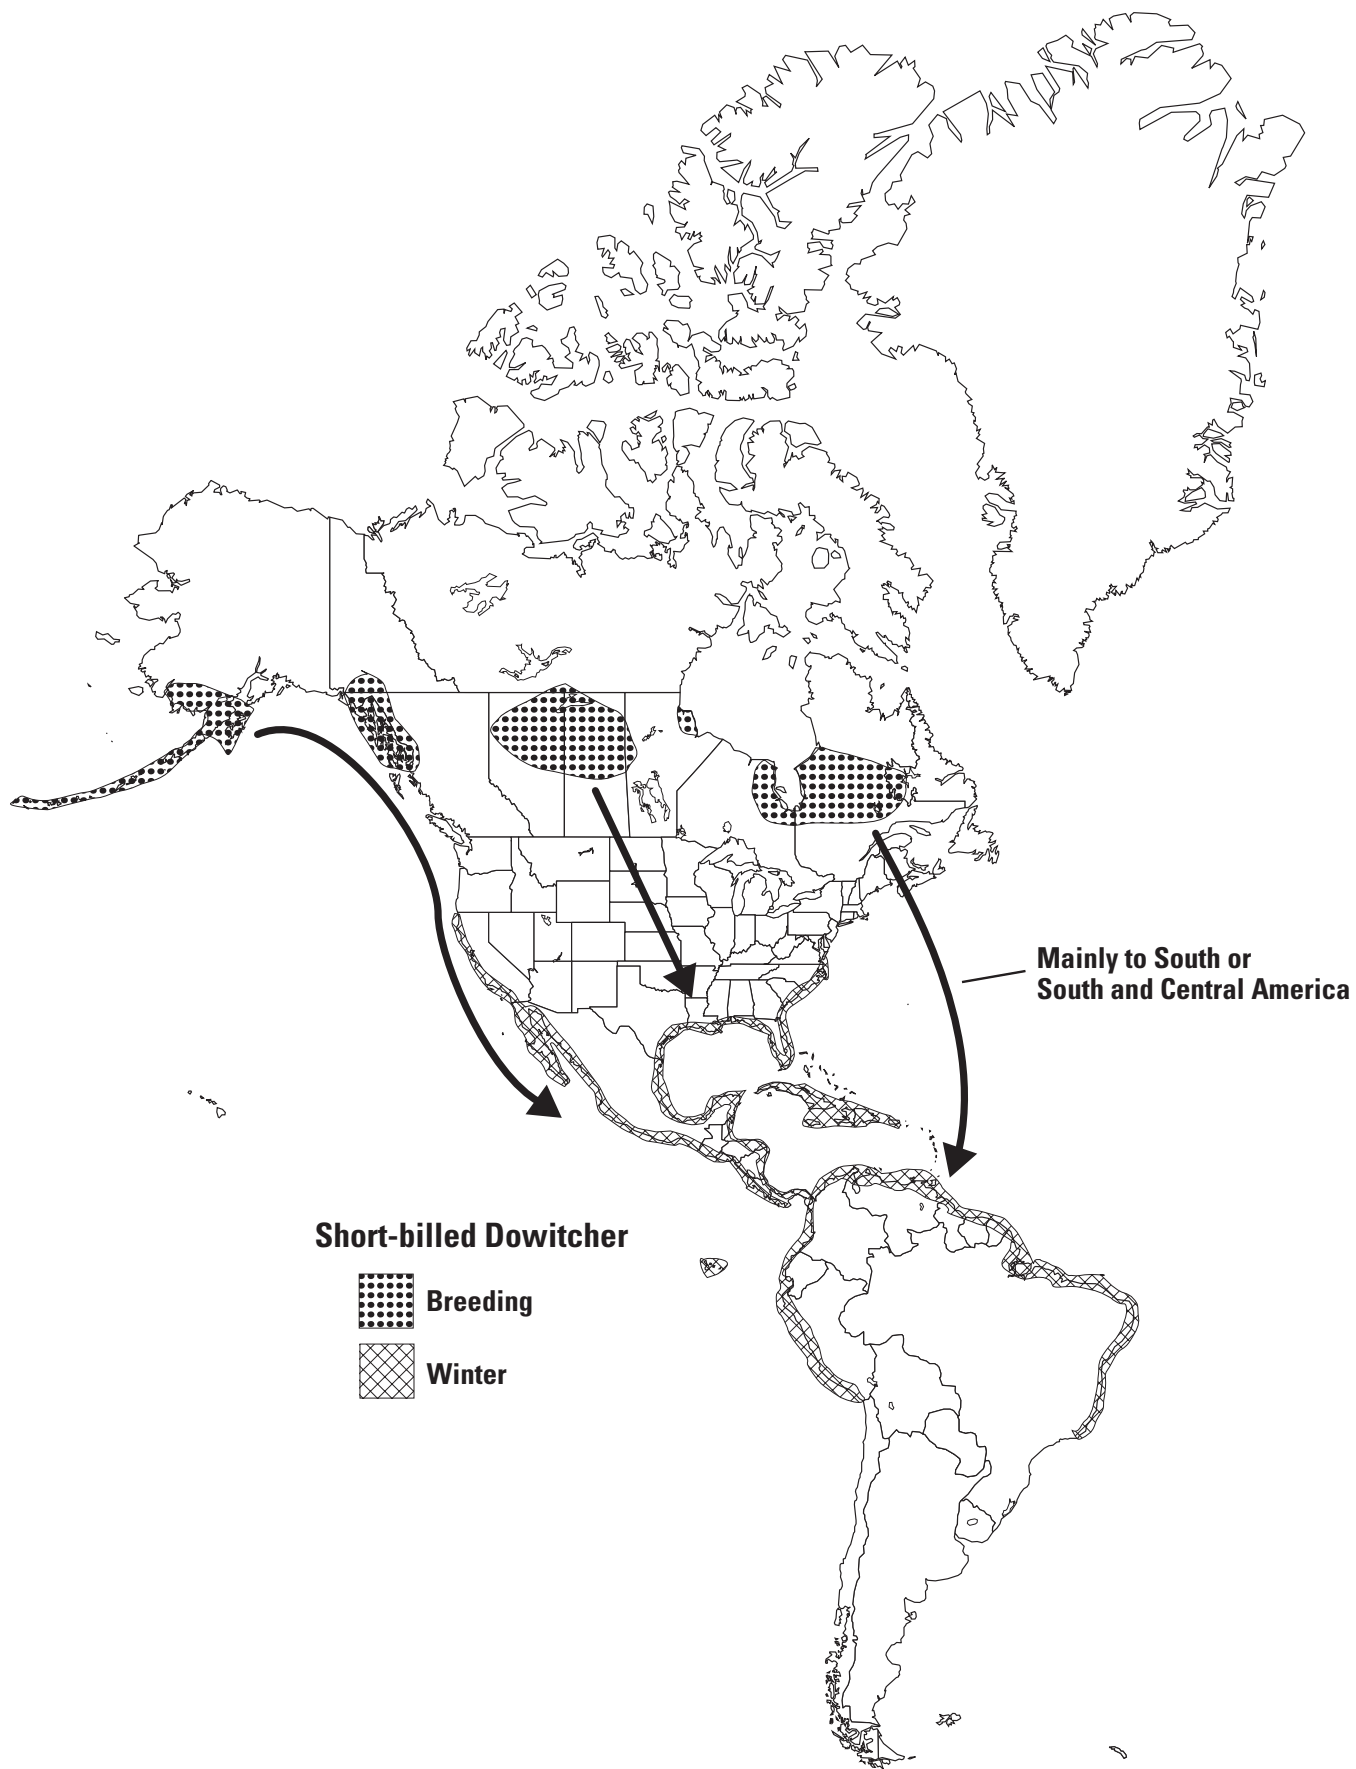 Mainly to South or
South and Central America
Short-billed Dowitcher
Breeding
Winter